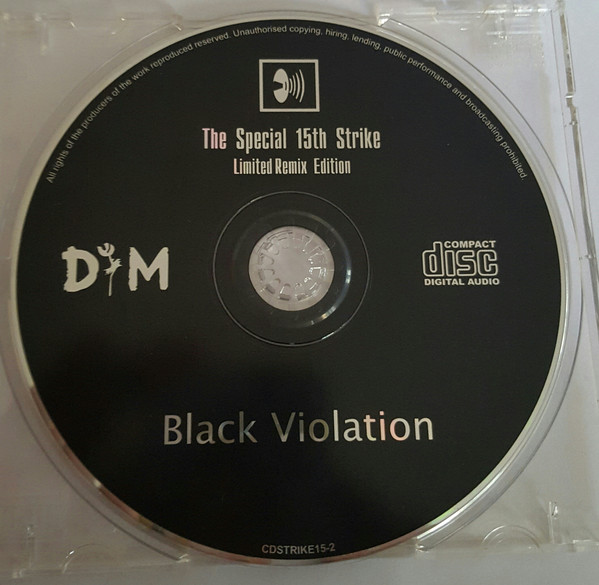 All rights of the producers of the work reproduced reserved. Unauthorised copying, hiring, lending, public performance and broadcasting prohibited.
The Special 15th Strike
Limited Remix Edition
D M
COMPACT
disc
DIGITAL AUDIO
Black Violation
CDSTRIKE15-2